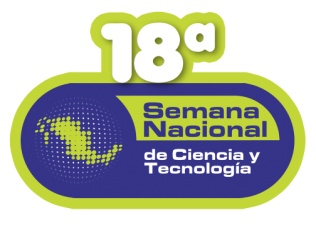 18ª
Semana
Nacional
de Ciencia y
Tecnología